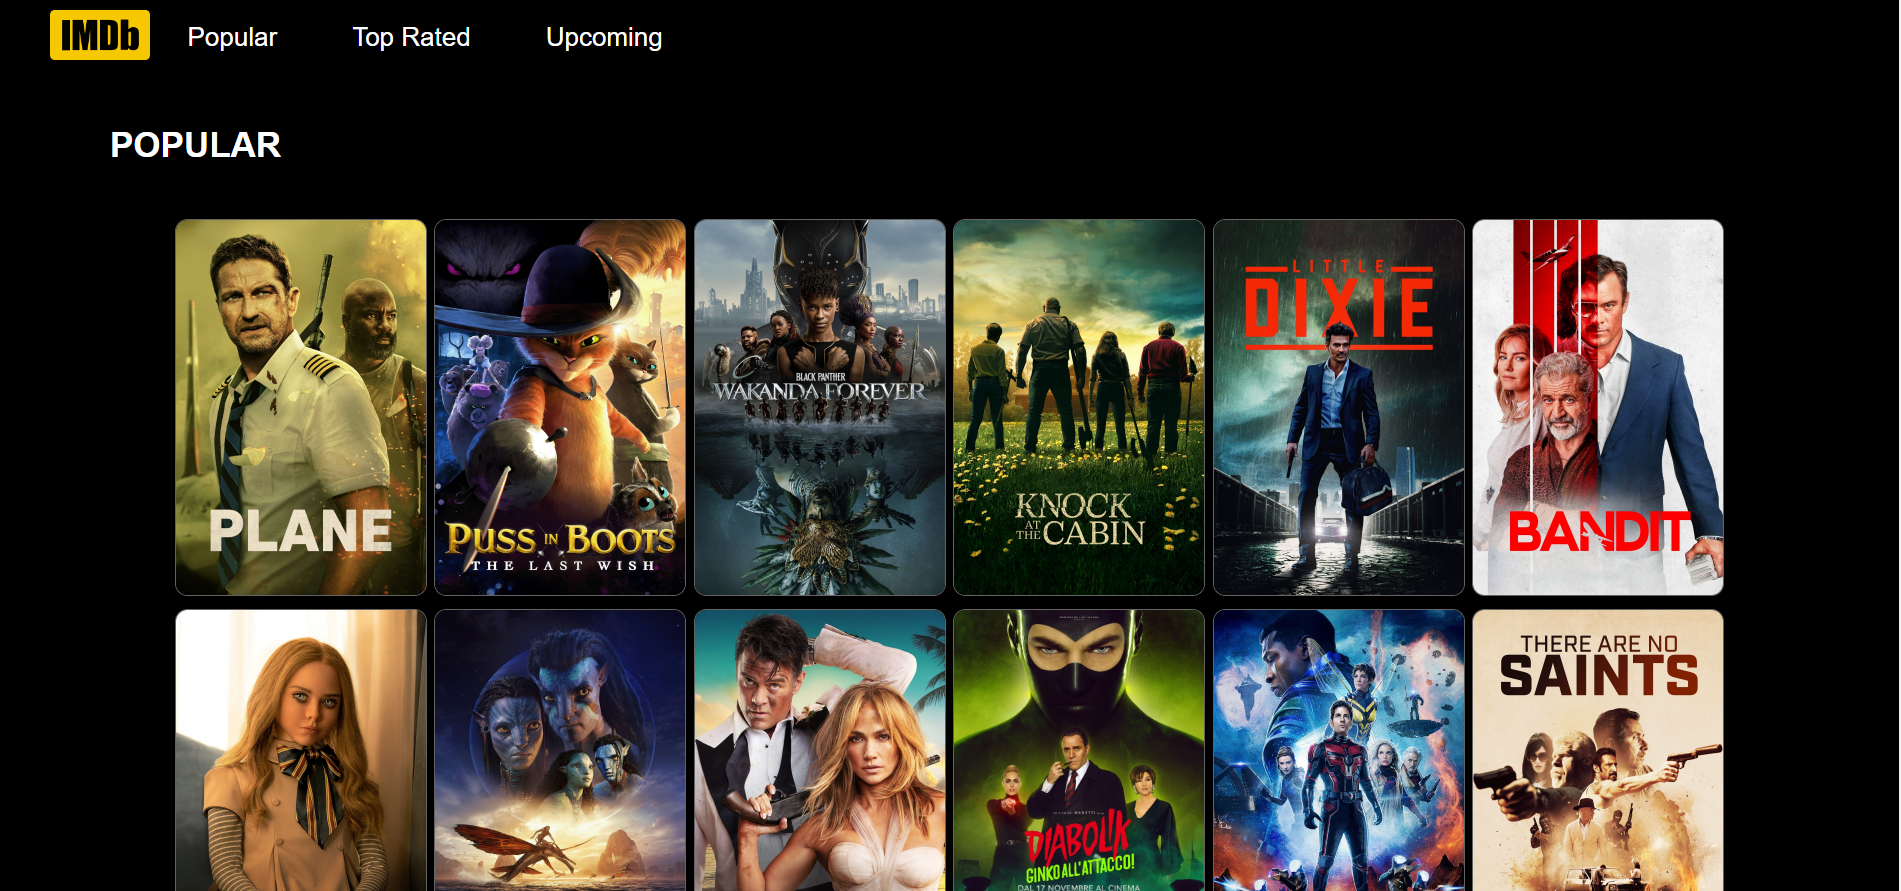 IMDb
Popular
Top Rated
Upcoming
POPULAR
PLANE
PUSS IN BOOTS
THE LAST WISH
BLACK PANTHER
WAKANDA FOREVER
KNOCK
AT
THE CABIN
LITTLE
DIXIE
BANDIT
DIABOLIK
GINKO ALL'ATTACCO!
DAL 17 NOVEMBRE AL CINEMA
THERE ARE NO
SAINTS